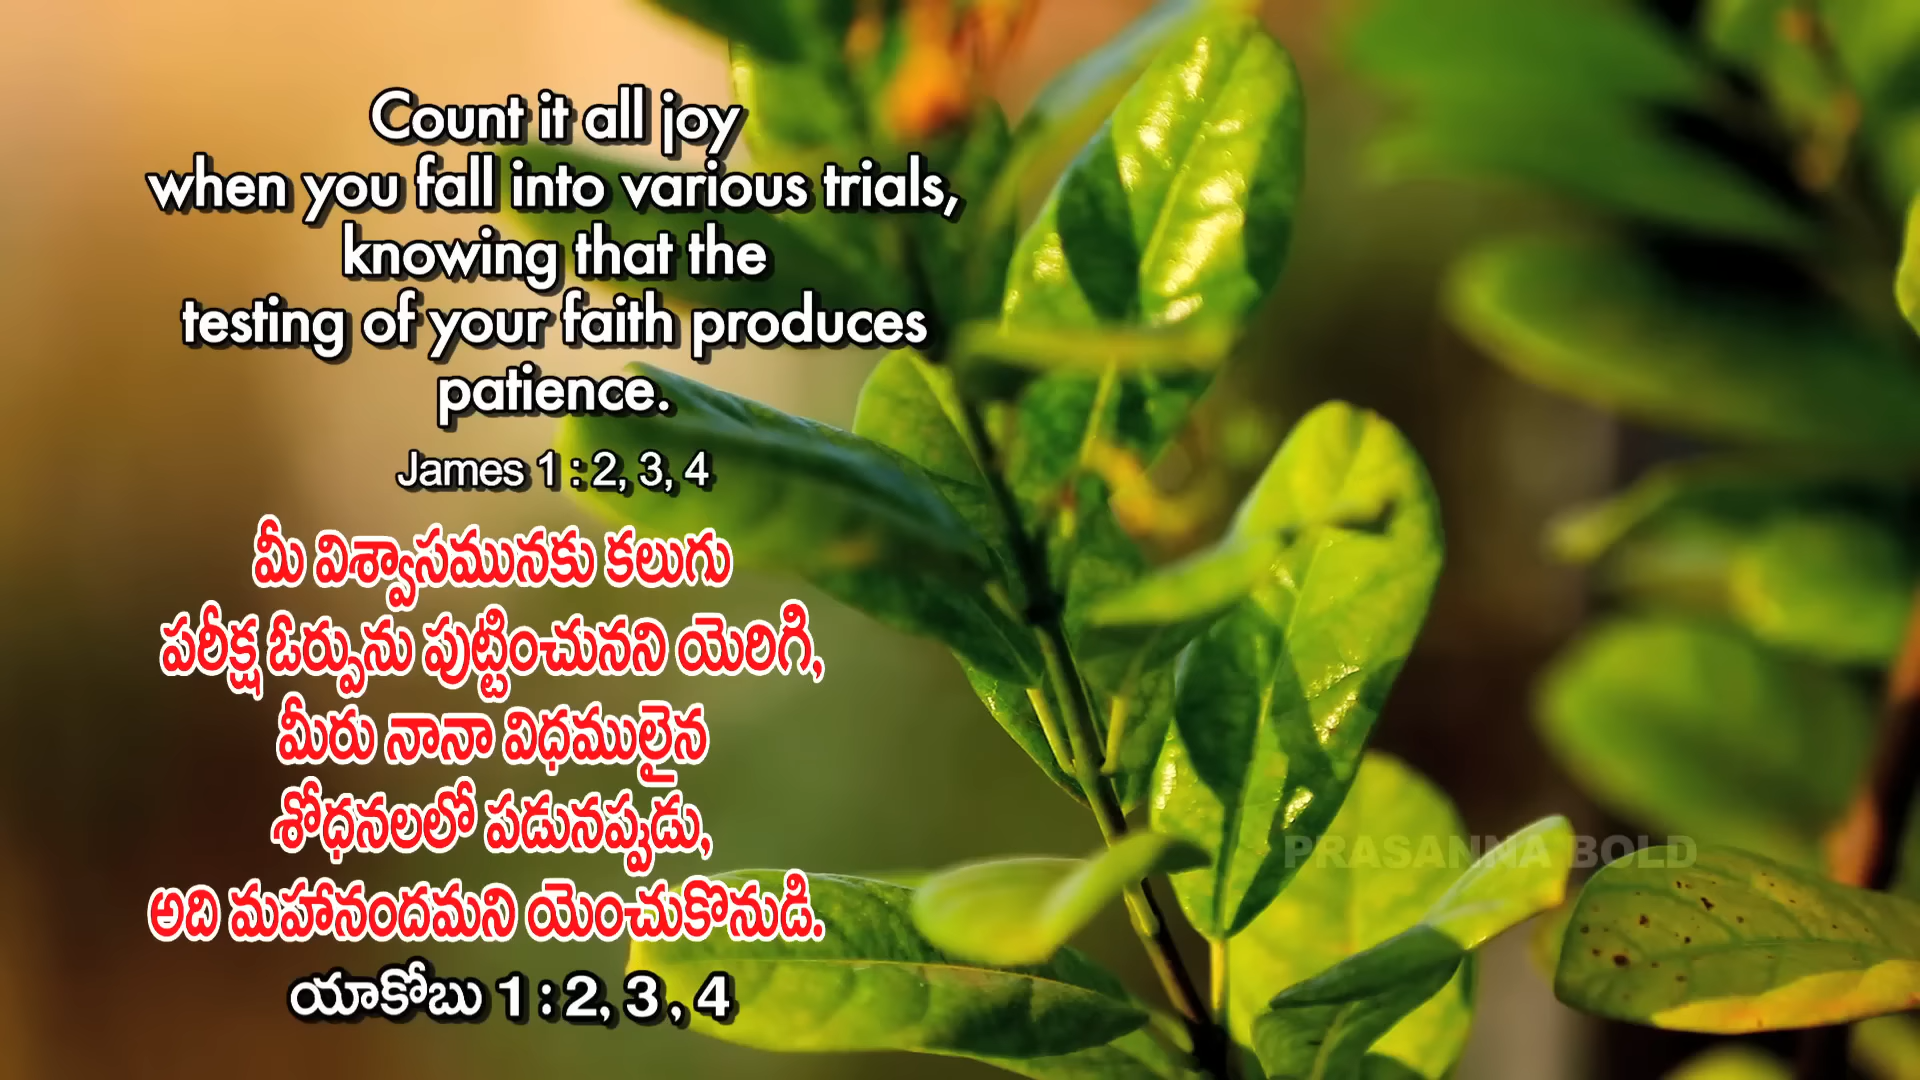 Count it all joy
when you fall into various trials,
knowing that the
testing of your faith produces
patience.
James 1 : 2, 3, 4
మీ విశ్వాసమునకు కలుగు
పరీక్ష ఓర్పును పుట్టించునని యెరిగి,
మీరు నానా విధములైన
శోధనలలో పడునప్పుడు,
అది మహానందమని యెంచుకొనుడి.
యాకోబు 1 : 2, 3 , 4
PRASANNA BOLD